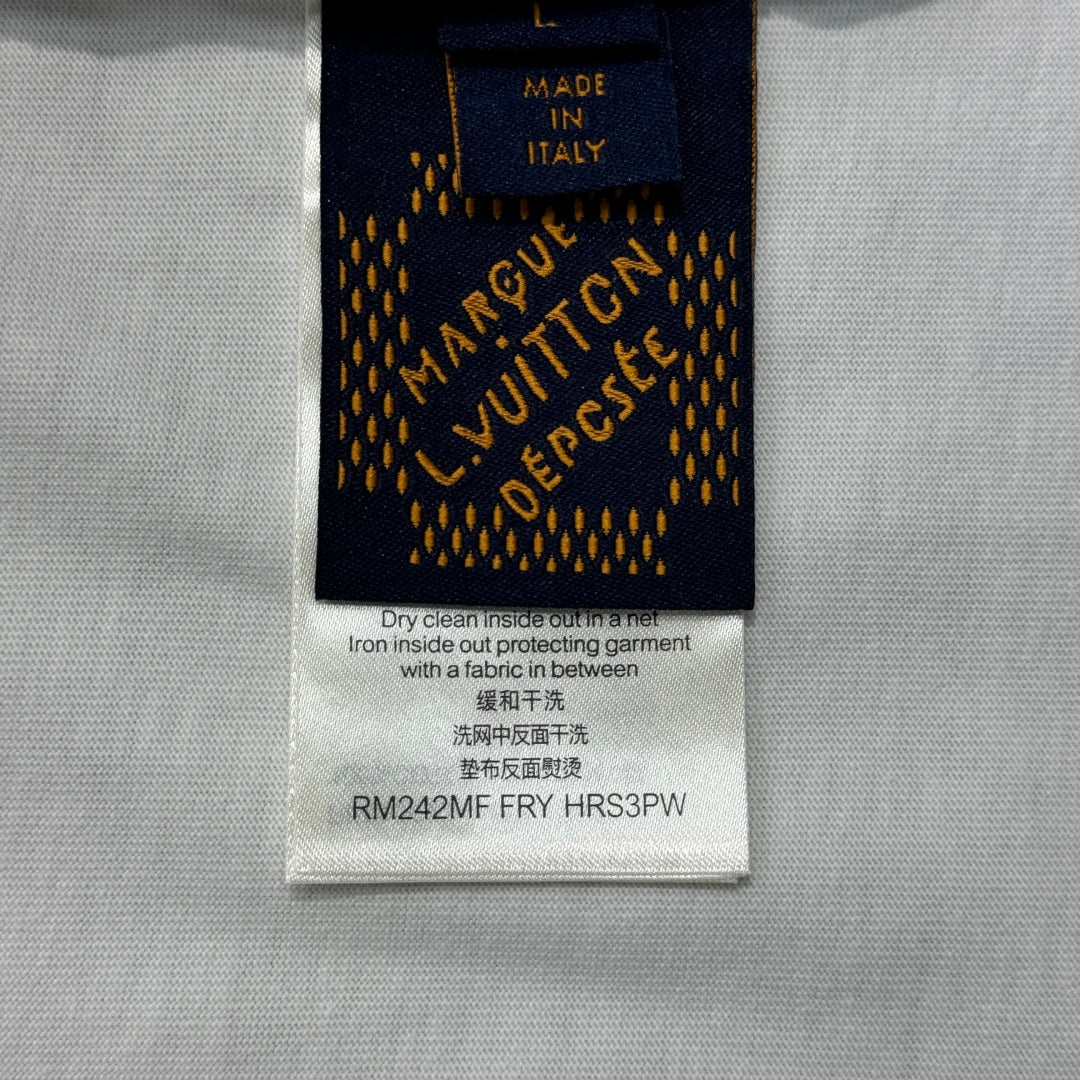 L
MADE
IN
ITALY
MARQUE
L.VUITTON
DÉPOSÉE
Dry clean inside out in a net
Iron inside out protecting garment
with a fabric in between
缓和干洗
洗网中反面干洗
垫布反面熨烫
RM242MF FRY HRS3PW